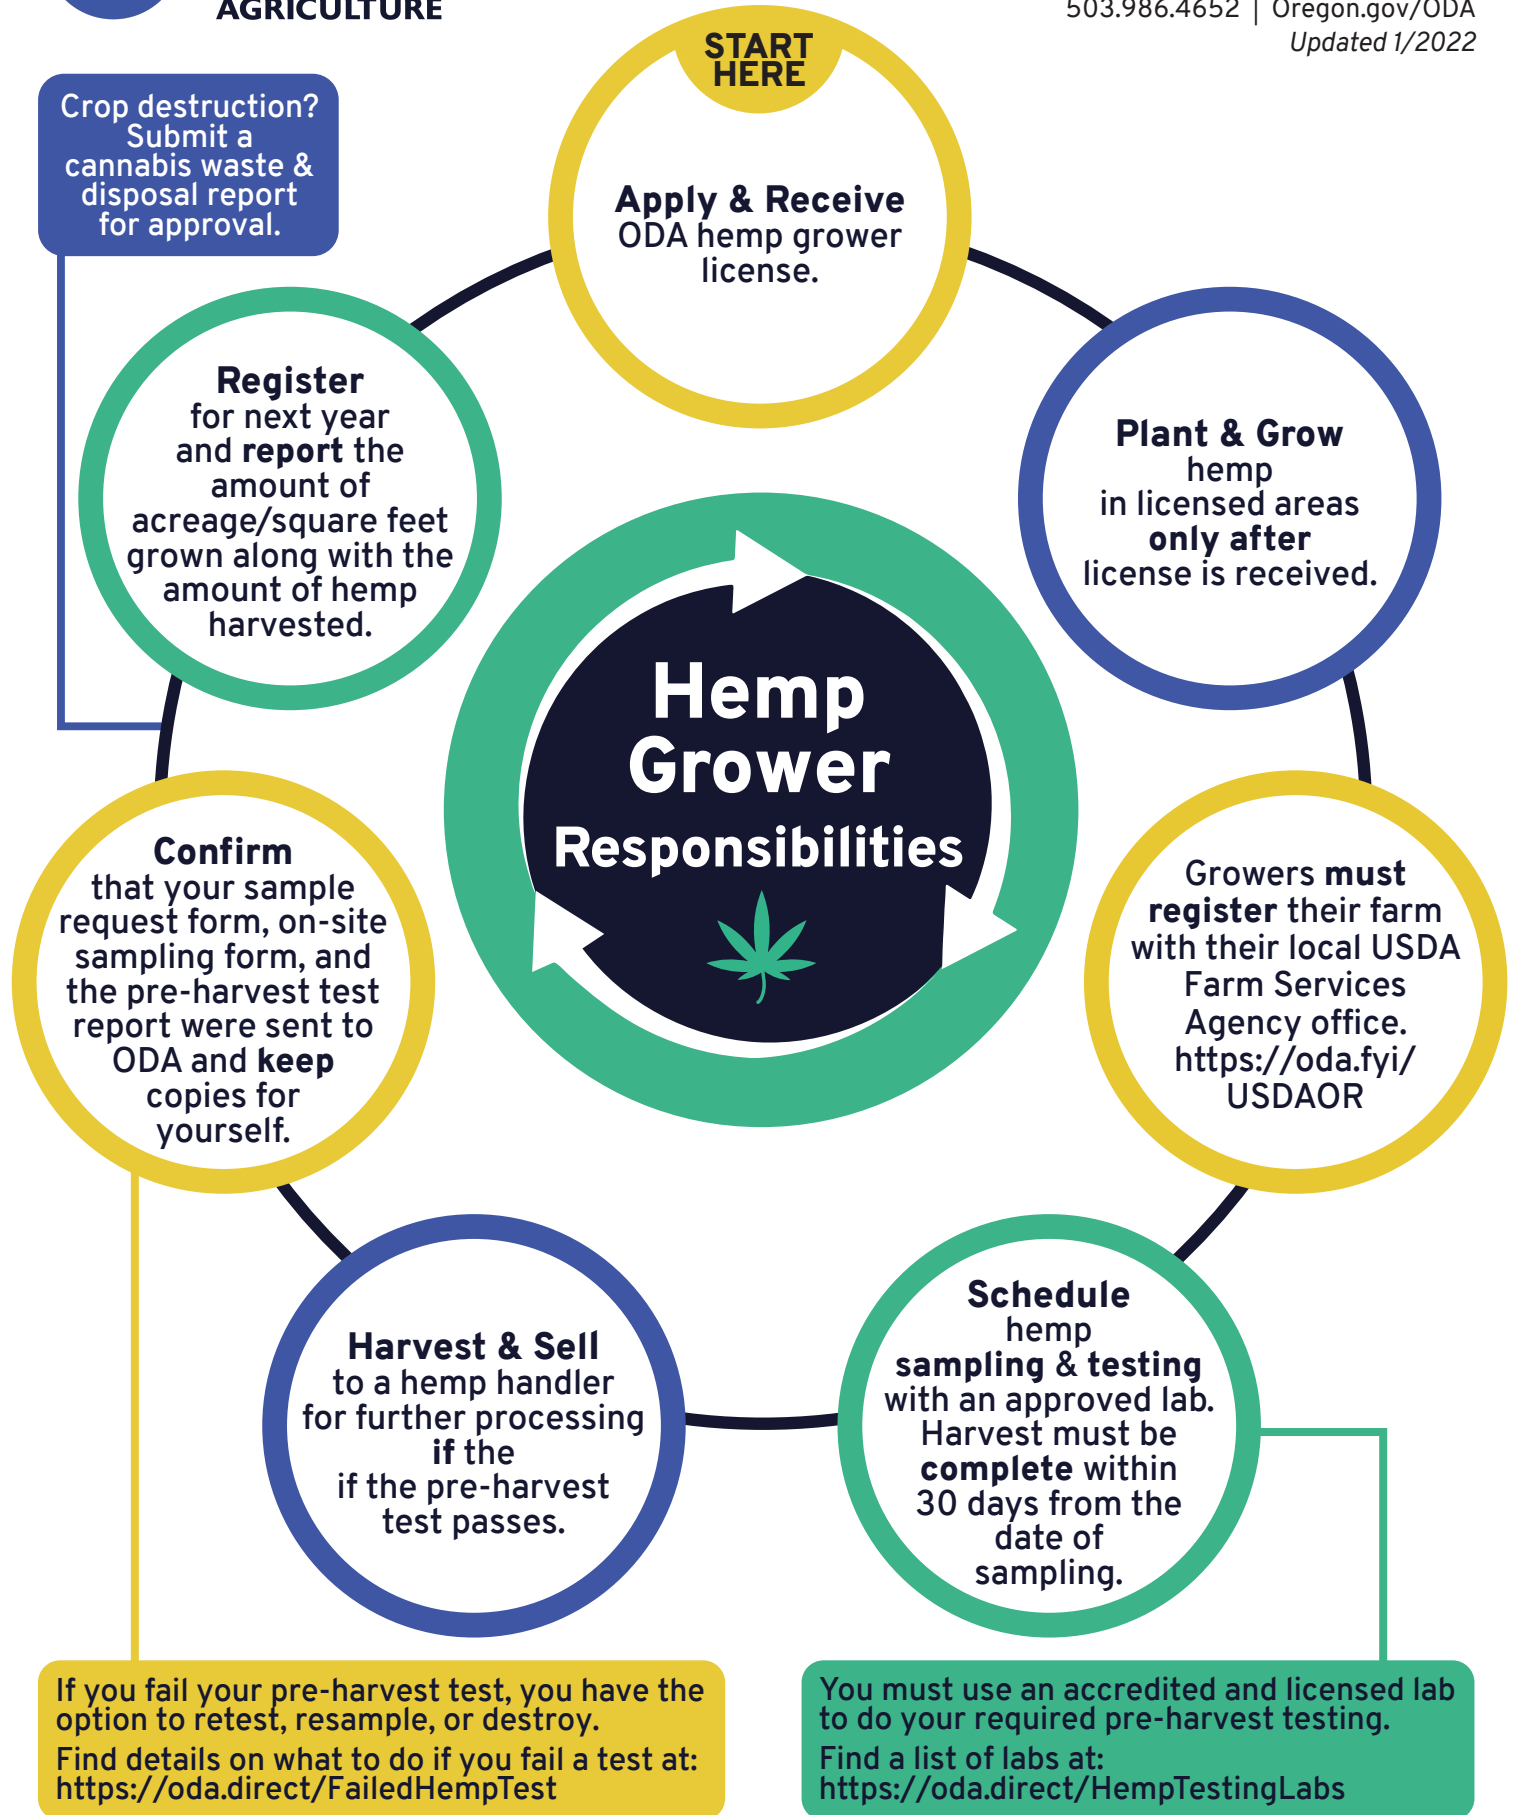 AGRICULTURE
503.986.4652 | Oregon.gov/ODA
Updated 1/2022
START
HERE
Apply & Receive
ODA hemp grower
license.
Plant & Grow
hemp
in licensed areas
only after
license is received.
Growers must
register their farm
with their local USDA
Farm Services
Agency office.
https://oda.fyi/
USDAOR
Schedule
hemp
sampling & testing
with an approved lab.
Harvest must be
complete within
30 days from the
date of
sampling.
You must use an accredited and licensed lab
to do your required pre-harvest testing.
Find a list of labs at:
https://oda.direct/HempTestingLabs
Harvest & Sell
to a hemp handler
for further processing
if the
if the pre-harvest
test passes.
Confirm
that your sample
request form, on-site
sampling form, and
the pre-harvest test
report were sent to
ODA and keep
copies for
yourself.
If you fail your pre-harvest test, you have the
option to retest, resample, or destroy.
Find details on what to do if you fail a test at:
https://oda.direct/FailedHempTest
Register
for next year
and report the
amount of
acreage/square feet
grown along with the
amount of hemp
harvested.
Crop destruction?
Submit a
cannabis waste &
disposal report
for approval.
Hemp
Grower
Responsibilities